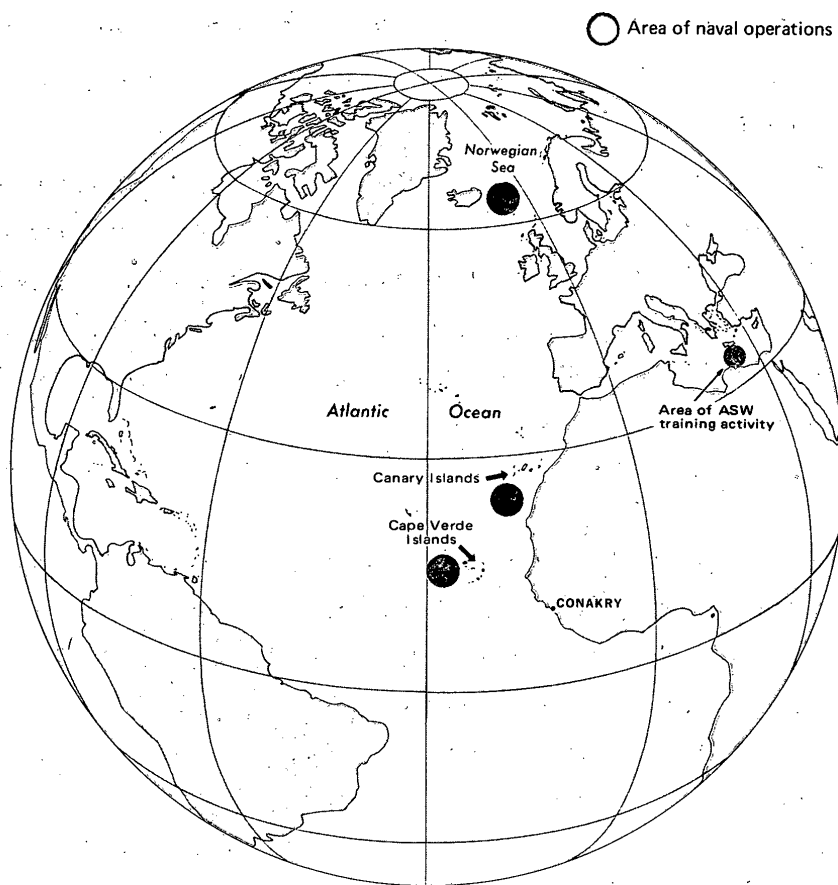 Area of naval operations
Norwegian
Sea
Atlantic Ocean
Area of ASW
training activity
Canary Islands
Cape Verde
Islands
CONAKRY